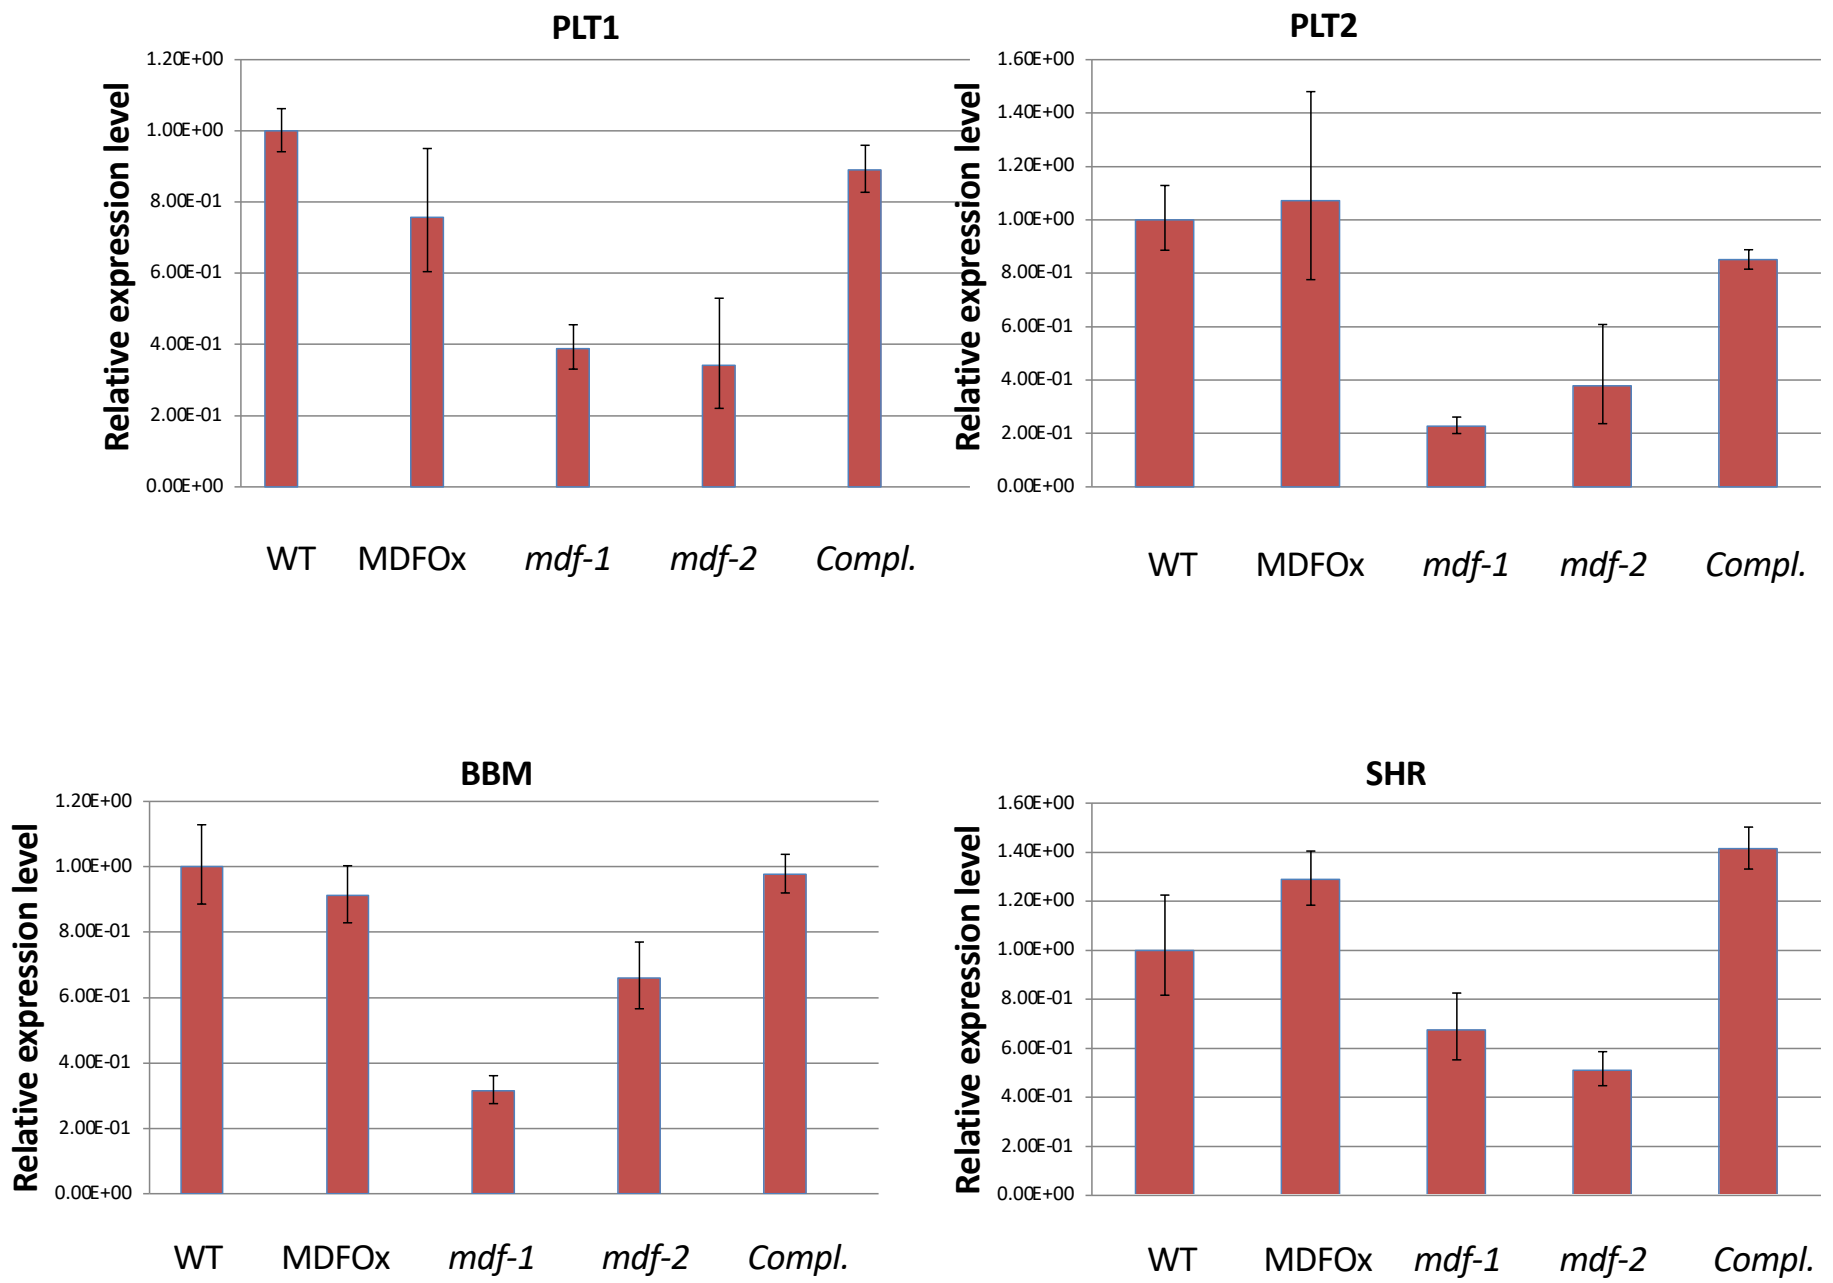 PLT1
Relative expression level
1.20E+00
1.00E+00
8.00E-01
6.00E-01
4.00E-01
2.00E-01
0.00E+00
WT MDFOx mdf-1 mdf-2 Compl.
PLT2
Relative expression level
1.60E+00
1.40E+00
1.20E+00
1.00E+00
8.00E-01
6.00E-01
4.00E-01
2.00E-01
0.00E+00
WT MDFOx mdf-1 mdf-2 Compl.
BBM
Relative expression level
1.20E+00
1.00E+00
8.00E-01
6.00E-01
4.00E-01
2.00E-01
0.00E+00
WT MDFOx mdf-1 mdf-2 Compl.
SHR
Relative expression level
1.60E+00
1.40E+00
1.20E+00
1.00E+00
8.00E-01
6.00E-01
4.00E-01
2.00E-01
0.00E+00
WT MDFOx mdf-1 mdf-2 Compl.